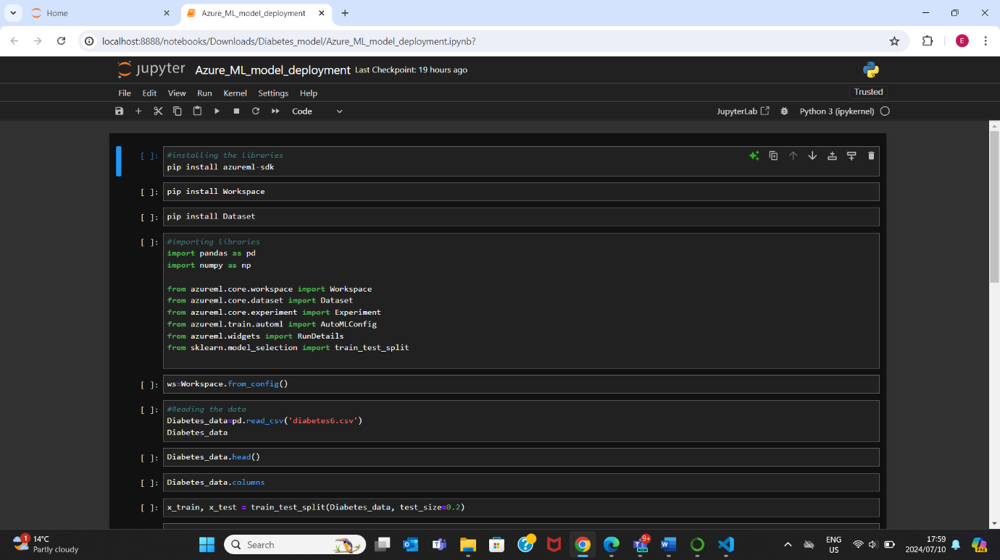 Home
Azure_ML_model_deployment
localhost:8888/notebooks/Downloads/Diabetes_model/Azure_ML_model_deployment.ipynb?
E
jupyter Azure_ML_model_deployment Last Checkpoint: 19 hours ago
File Edit View Run Kernel Settings Help
Trusted
Code
JupyterLab Python 3 (ipykernel)
[ ]: #installing the libraries
pip install azureml-sdk
[ ]: pip install Workspace
[ ]: pip install Dataset
[ ]: #importing libraries
import pandas as pd
import numpy as np
from azureml.core.workspace import Workspace
from azureml.core.dataset import Dataset
from azureml.core.experiment import Experiment
from azureml.train.automl import AutoMLConfig
from azureml.widgets import RunDetails
from sklearn.model_selection import train_test_split
[ ]: ws=Workspace.from_config()
[ ]: #Reading the data
Diabetes_data=pd.read_csv('diabetes6.csv')
Diabetes_data
[ ]: Diabetes_data.head()
[ ]: Diabetes_data.columns
[ ]: x_train, x_test = train_test_split(Diabetes_data, test_size=0.2)
1
14°C
Partly cloudy
Search
9+
NEW
ENG
US
17:59
2024/07/10
PRE